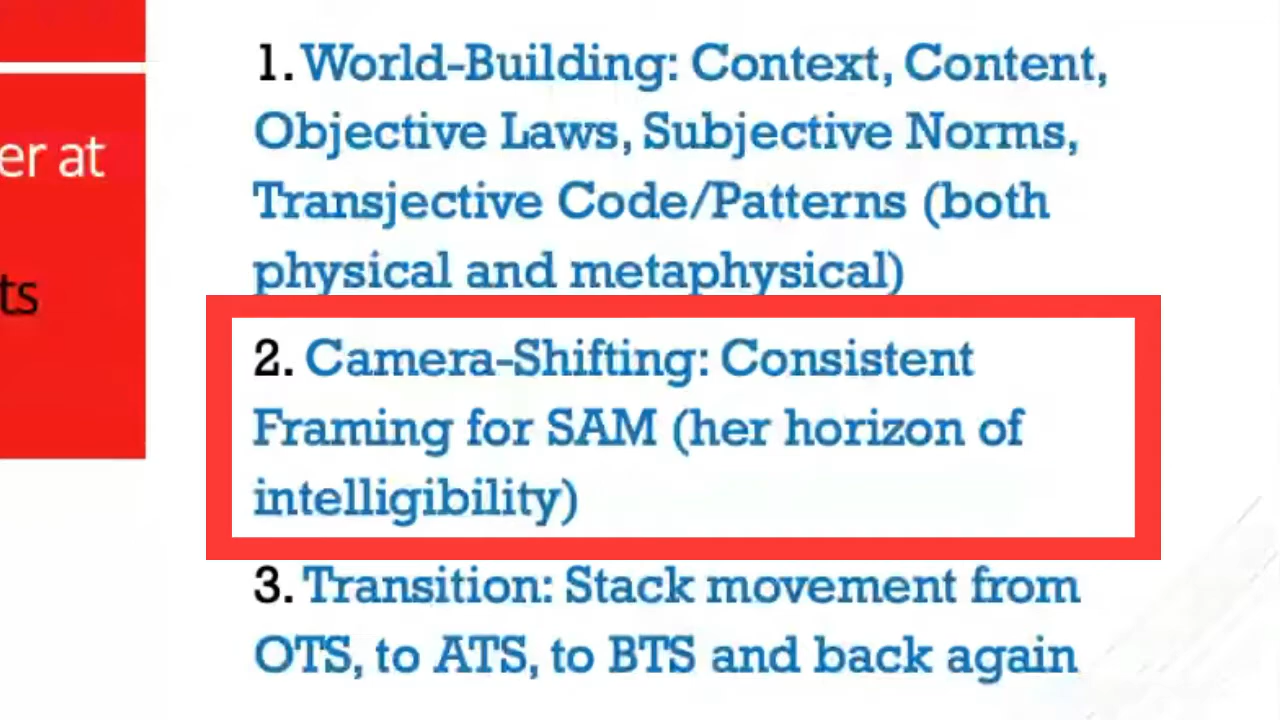 er at
ts
1. World-Building: Context, Content,
Objective Laws, Subjective Norms,
Transjective Code/Patterns (both
physical and metaphysical)
2. Camera-Shifting: Consistent
Framing for SAM (her horizon of
intelligibility)
3. Transition: Stack movement from
OTS, to ATS, to BTS and back again